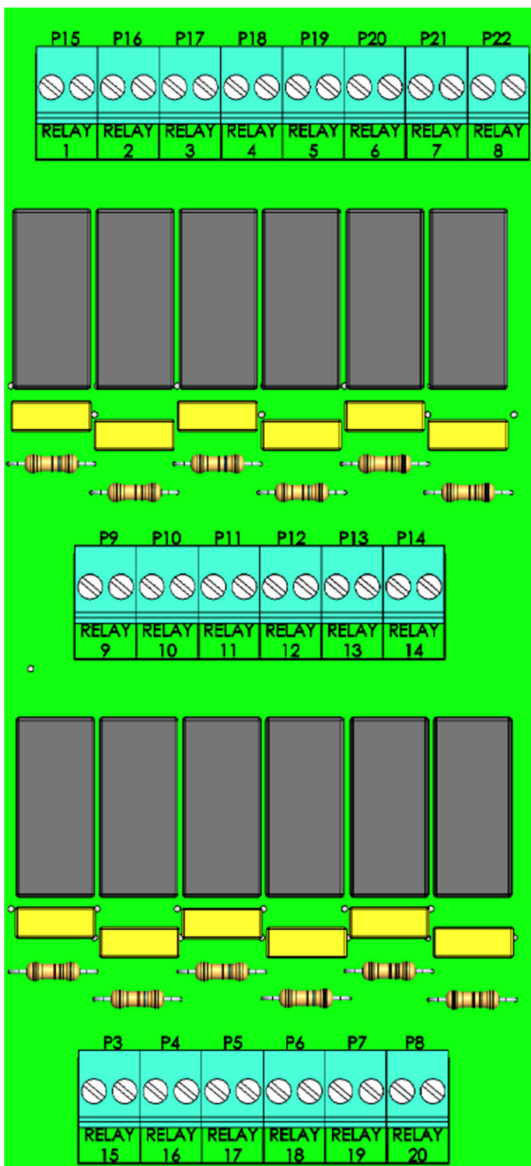 P15 P16 P17 P18 P19 P20 P21 P22
RELAY RELAY RELAY RELAY RELAY RELAY RELAY RELAY
1 2 3 4 5 6 7 8
P9 P10 P11 P12 P13 P14
RELAY RELAY RELAY RELAY RELAY RELAY
9 10 11 12 13 14
P3 P4 P5 P6 P7 P8
RELAY RELAY RELAY RELAY RELAY RELAY
15 16 17 18 19 20